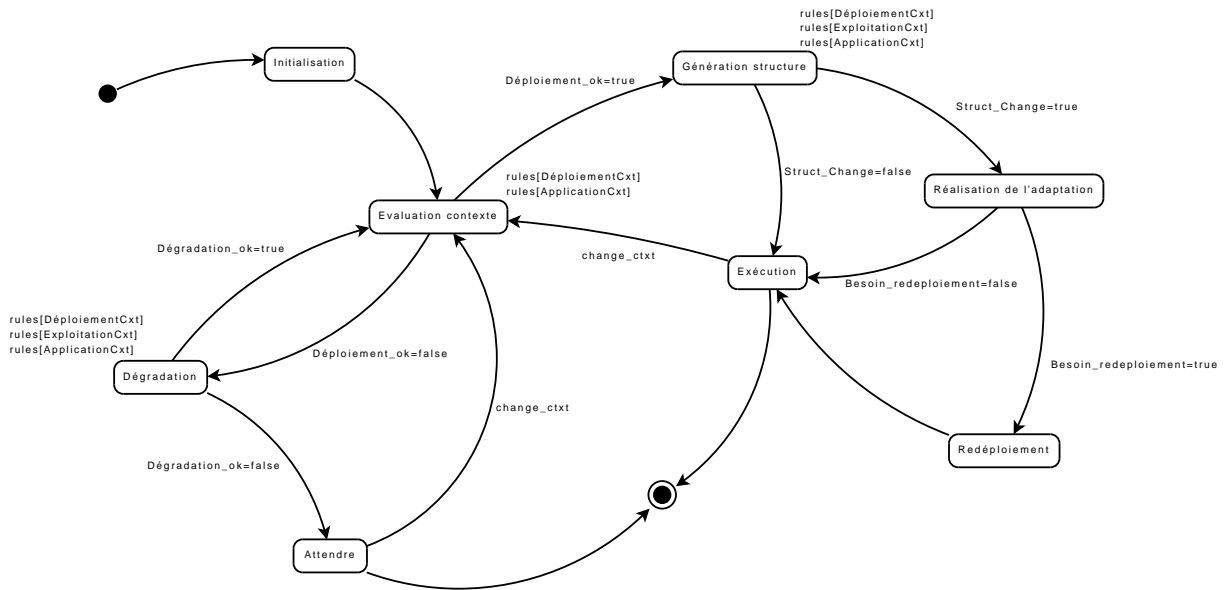 rules[DéploiementCxt]
rules[ExploitationCxt]
rules[ApplicationCxt]
Initialisation
Génération structure
Déploiement_ok=true
Struct_Change=true
Struct_Change=false
rules[DéploiementCxt]
rules[ApplicationCxt]
Réalisation de l'adaptation
Evaluation contexte
Dégradation_ok=true
change_ctxt
Exécution
Besoin_redeploiement=false
rules[DéploiementCxt]
rules[ExploitationCxt]
rules[ApplicationCxt]
Déploiement_ok=false
Besoin_redeploiement=true
Dégradation
change_ctxt
Redéploiement
Dégradation_ok=false
Attendre